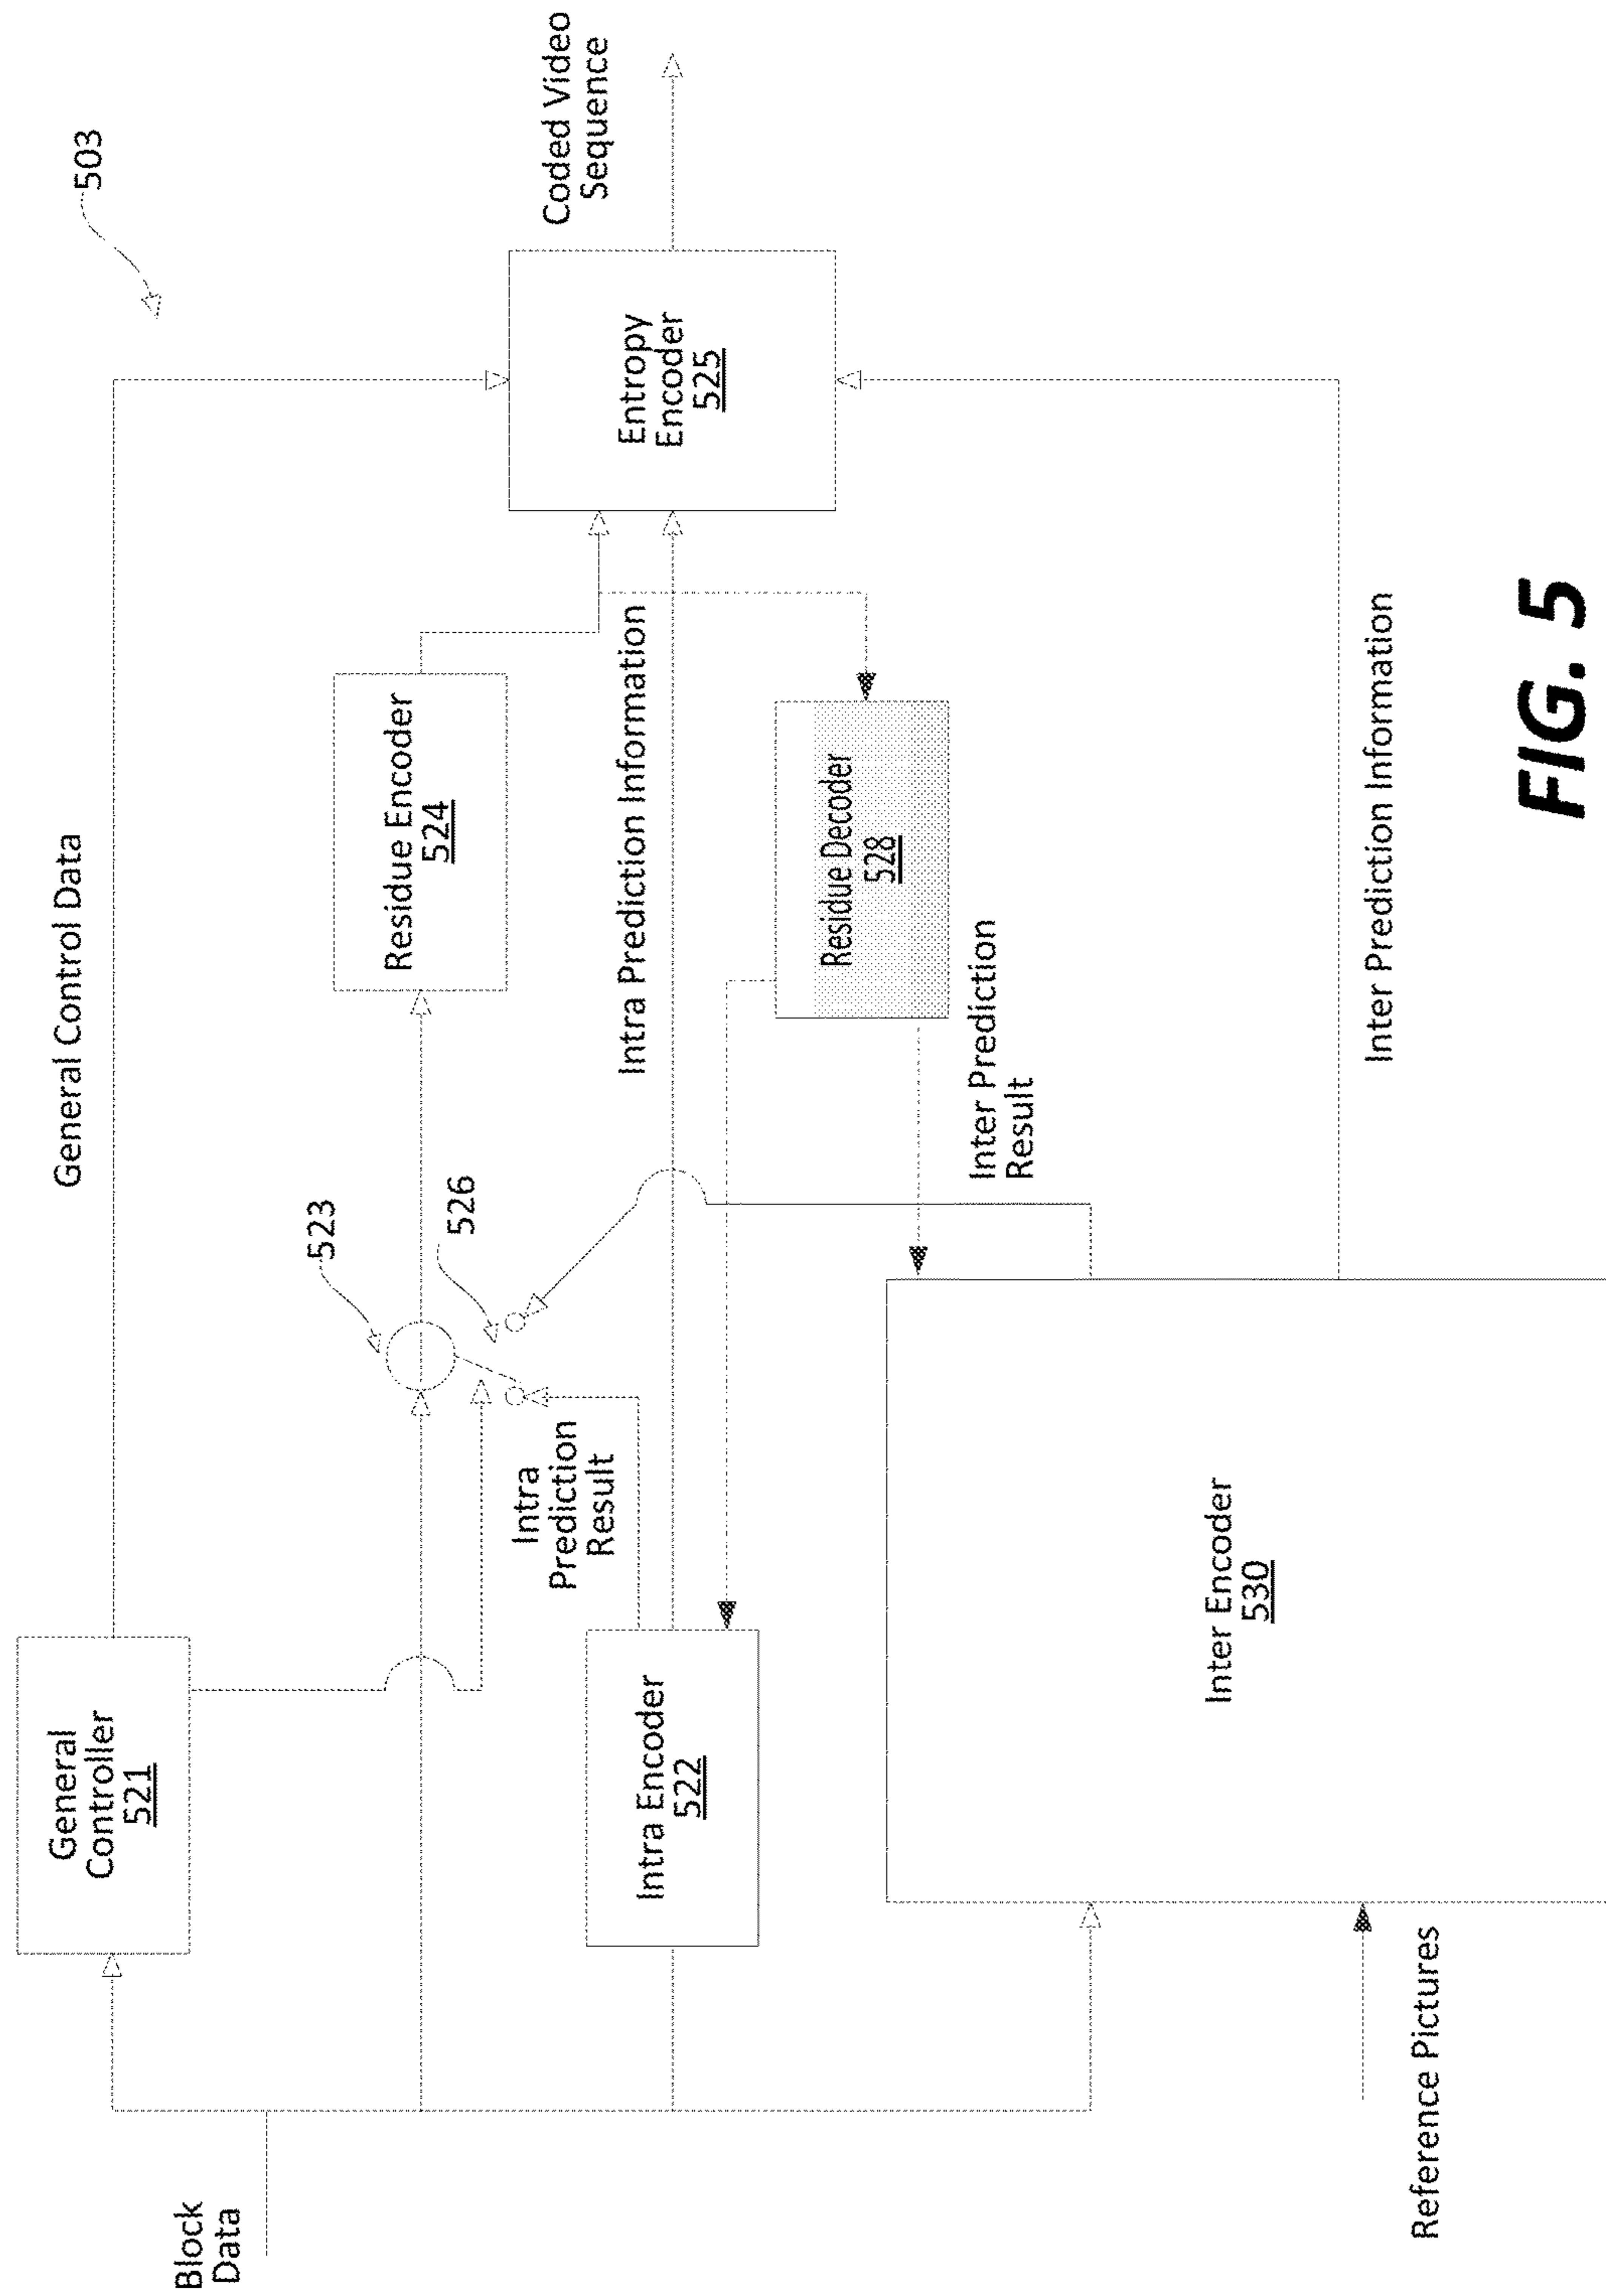 503
General Control Data
Coded Video
Sequence
General
Controller
521
523
526
Residue Encoder
524
Entropy
Encoder
525
Block
Data
Intra
Prediction
Result
Intra Prediction Information
Intra Encoder
522
Residue Decoder
528
Inter Prediction
Result
Inter Encoder
530
Inter Prediction Information
Reference Pictures
FIG. 5